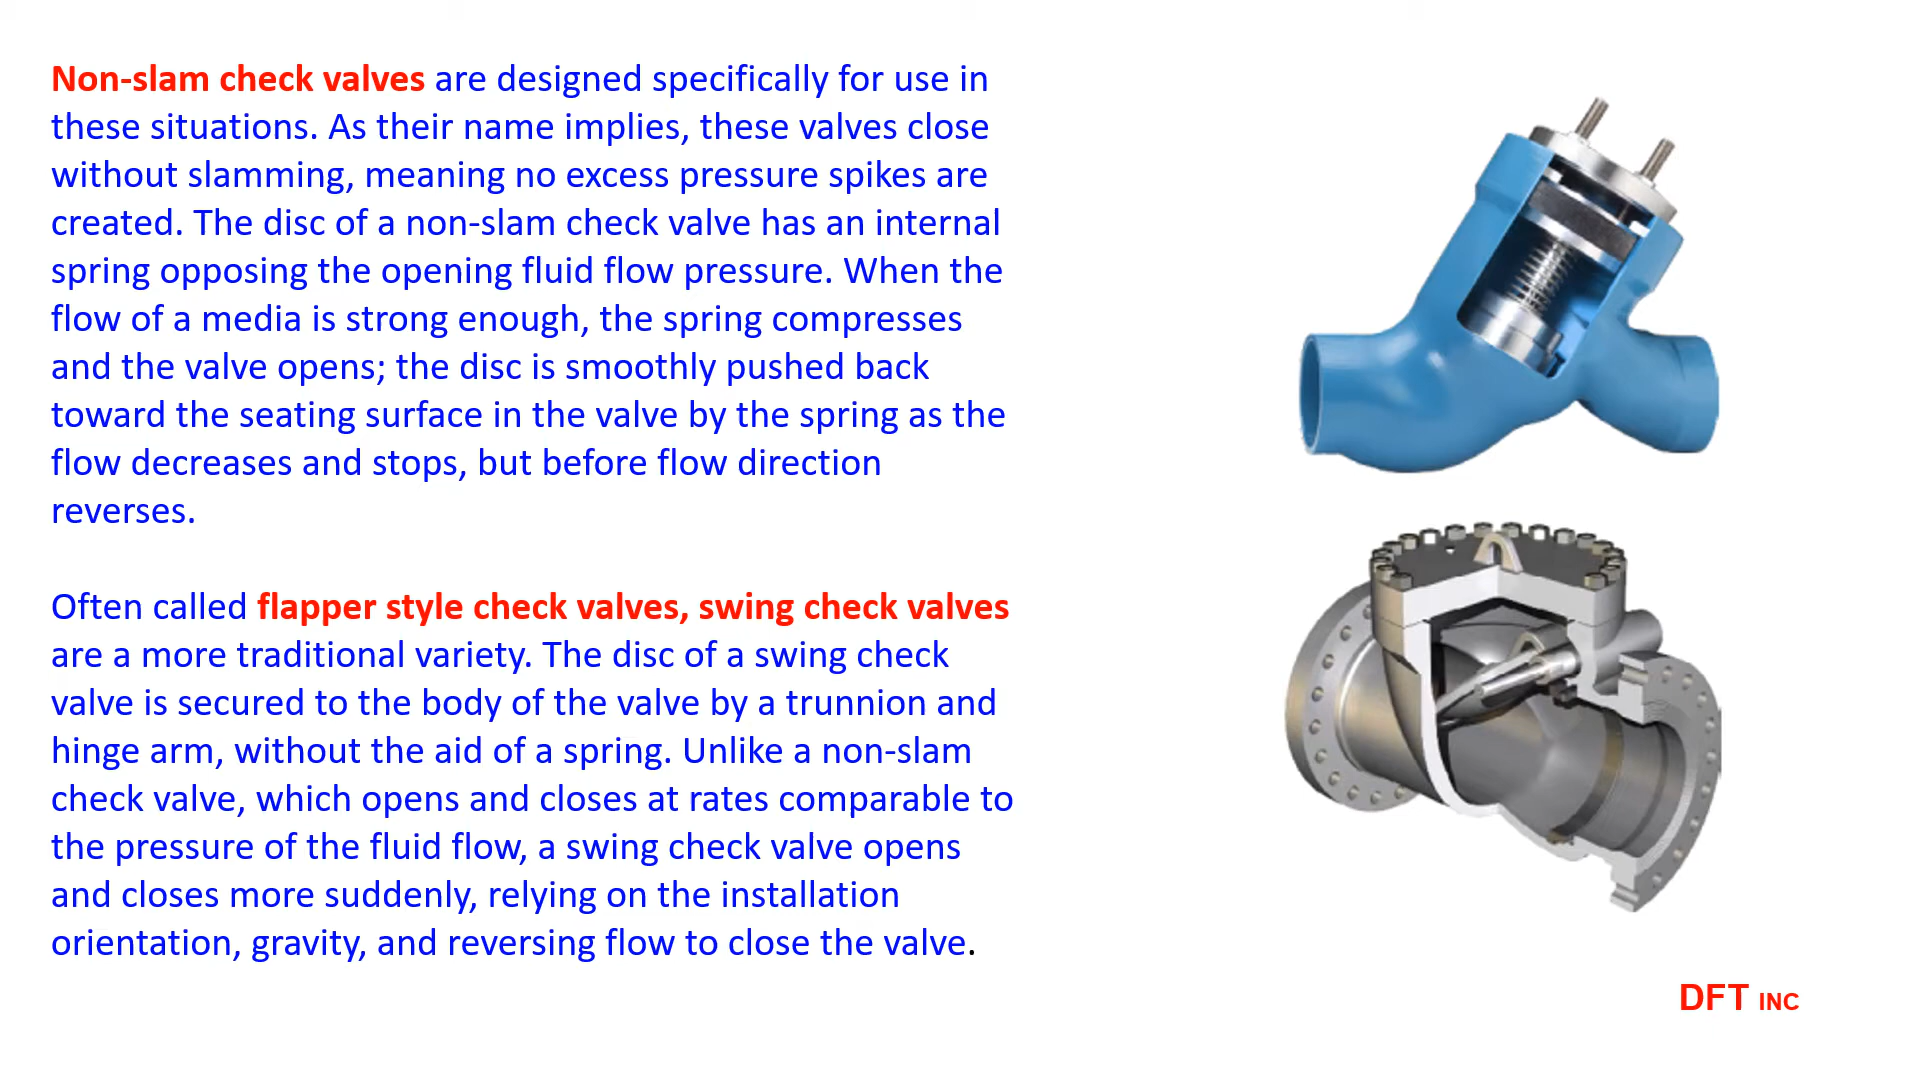 Non-slam check valves are designed specifically for use in
these situations. As their name implies, these valves close
without slamming, meaning no excess pressure spikes are
created. The disc of a non-slam check valve has an internal
spring opposing the opening fluid flow pressure. When the
flow of a media is strong enough, the spring compresses
and the valve opens; the disc is smoothly pushed back
toward the seating surface in the valve by the spring as the
flow decreases and stops, but before flow direction
reverses.
Often called flapper style check valves, swing check valves
are a more traditional variety. The disc of a swing check
valve is secured to the body of the valve by a trunnion and
hinge arm, without the aid of a spring. Unlike a non-slam
check valve, which opens and closes at rates comparable to
the pressure of the fluid flow, a swing check valve opens
and closes more suddenly, relying on the installation
orientation, gravity, and reversing flow to close the valve.
DFT INC